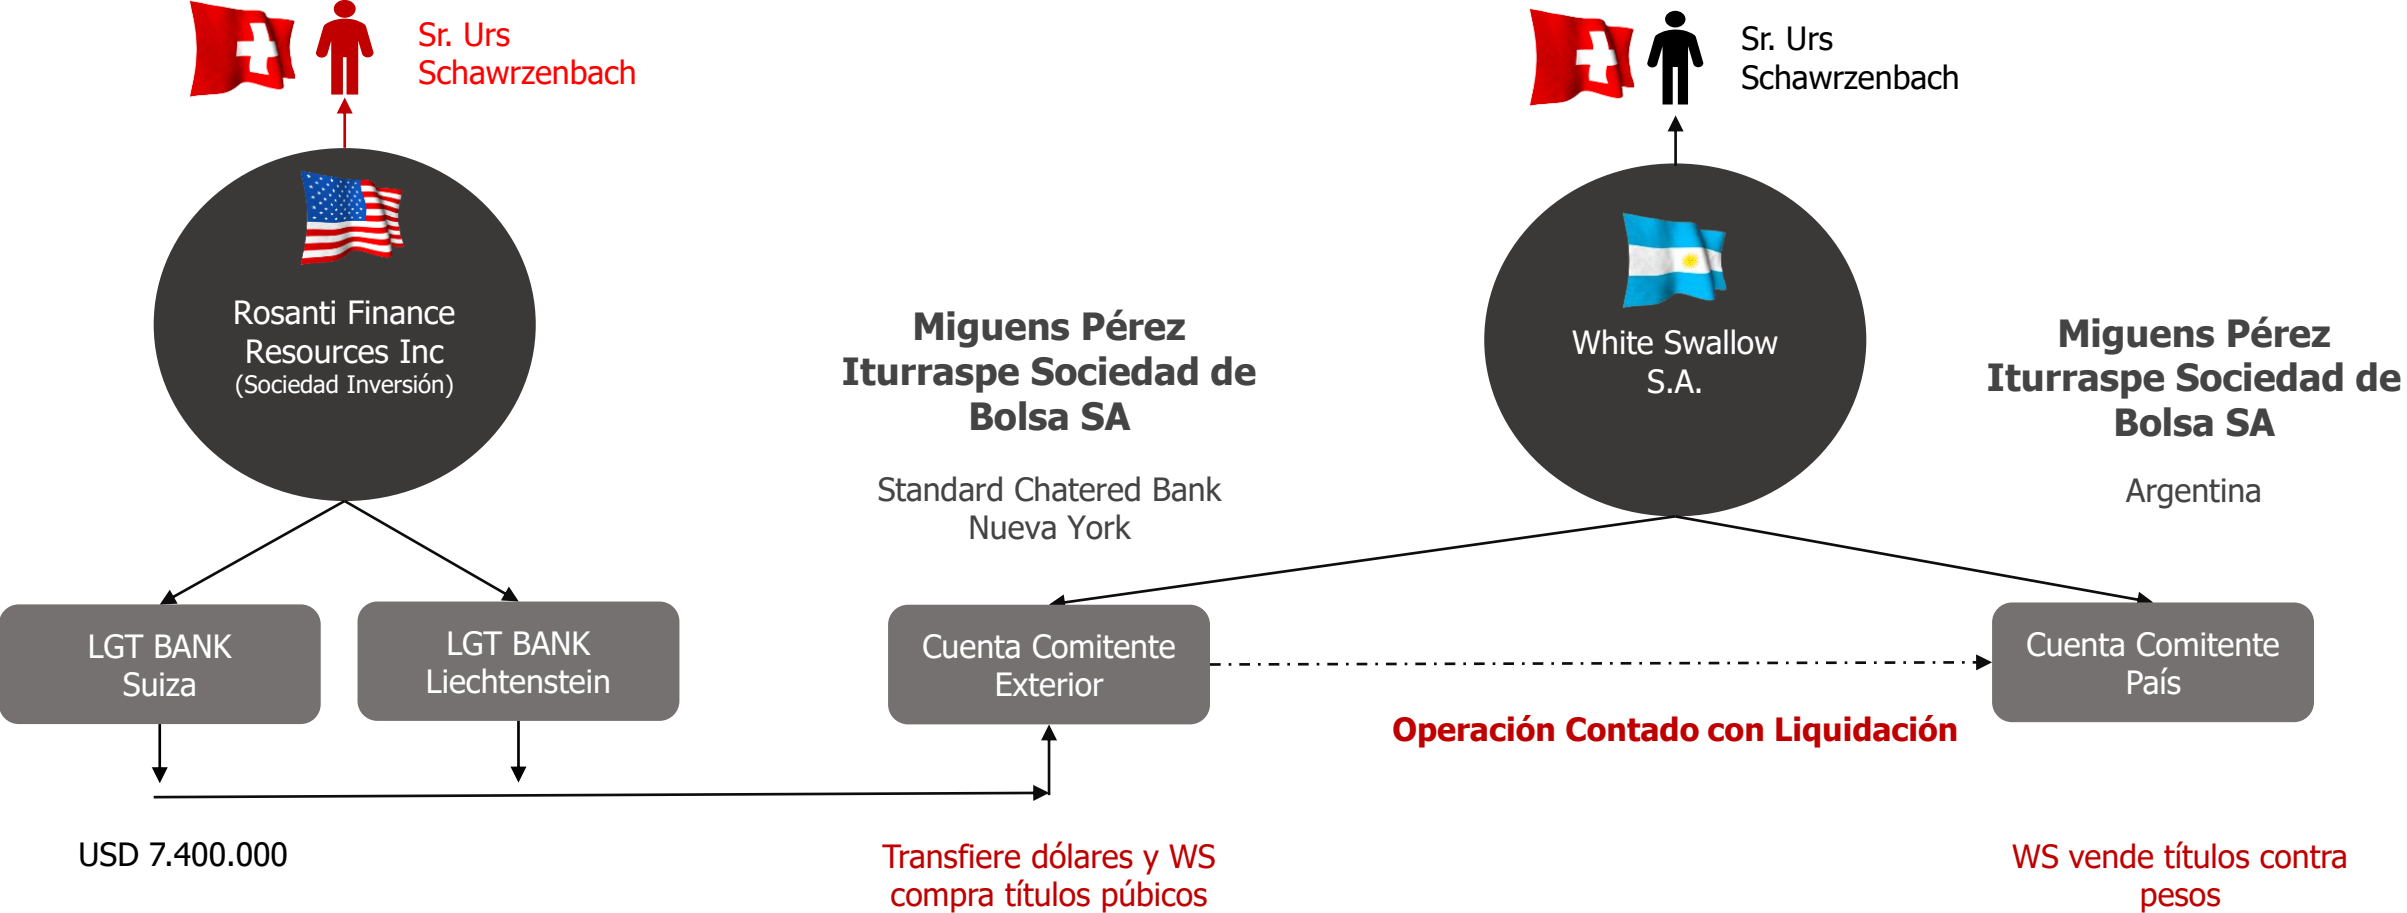 Sr. Urs
Schawrzenbach
Sr. Urs
Schawrzenbach
Rosanti Finance
Resources Inc
(Sociedad Inversión)
Miguens Pérez
Iturraspe Sociedad de
Bolsa SA
Standard Chatered Bank
Nueva York
White Swallow
S.A.
Miguens Pérez
Iturraspe Sociedad de
Bolsa SA
Argentina
LGT BANK
Suiza
LGT BANK
Liechtenstein
Cuenta Comitente
Exterior
Cuenta Comitente
País
Operación Contado con Liquidación
USD 7.400.000
Transfiere dólares y WS
compra títulos púbicos
WS vende títulos contra
pesos